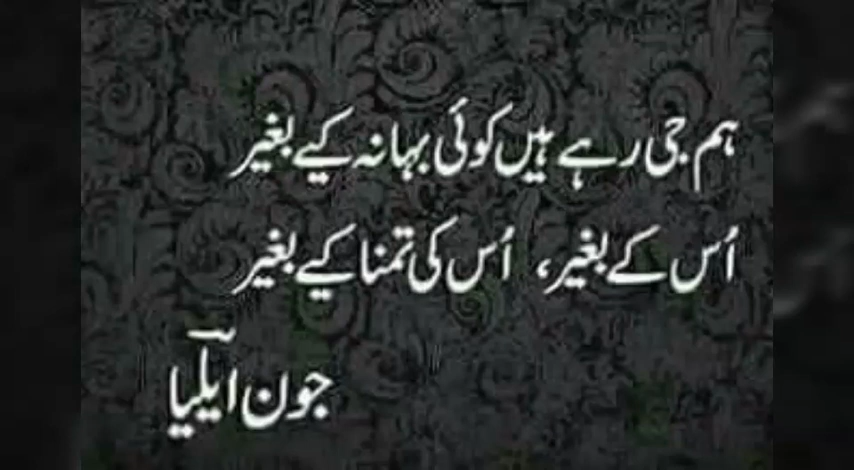 ہم جی رہے ہیں کوئی بہانہ کیے بغیر
اُس کے بغیر، اُس کی تمنا کیے بغیر
جون ایلیاؔ